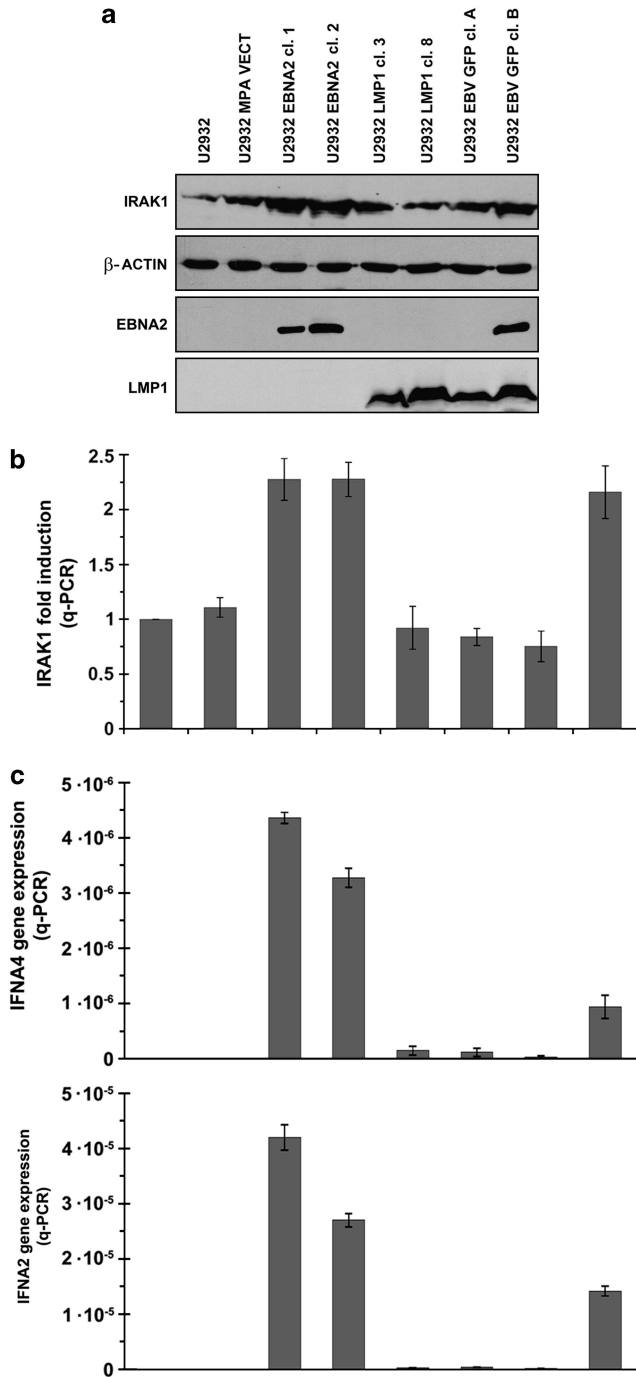 a
U2932
U2932 MPA VECT
U2932 EBNA2 cl. 1
U2932 EBNA2 cl. 2
U2932 LMP1 cl. 3
U2932 LMP1 cl. 8
U2932 EBV GFP cl. A
U2932 EBV GFP cl. B
IRAK1
β-ACTIN
EBNA2
LMP1
b
IRAK1 fold induction
(q-PCR)
2.5
2
1.5
1
0.5
0
c
IFNA4 gene expression
(q-PCR)
5 ·10⁻⁶
4 ·10⁻⁶
3 ·10⁻⁶
2 ·10⁻⁶
1 ·10⁻⁶
0
IFNA2 gene expression
(q-PCR)
5 ·10⁻⁵
4 ·10⁻⁵
3 ·10⁻⁵
2 ·10⁻⁵
1 ·10⁻⁵
0